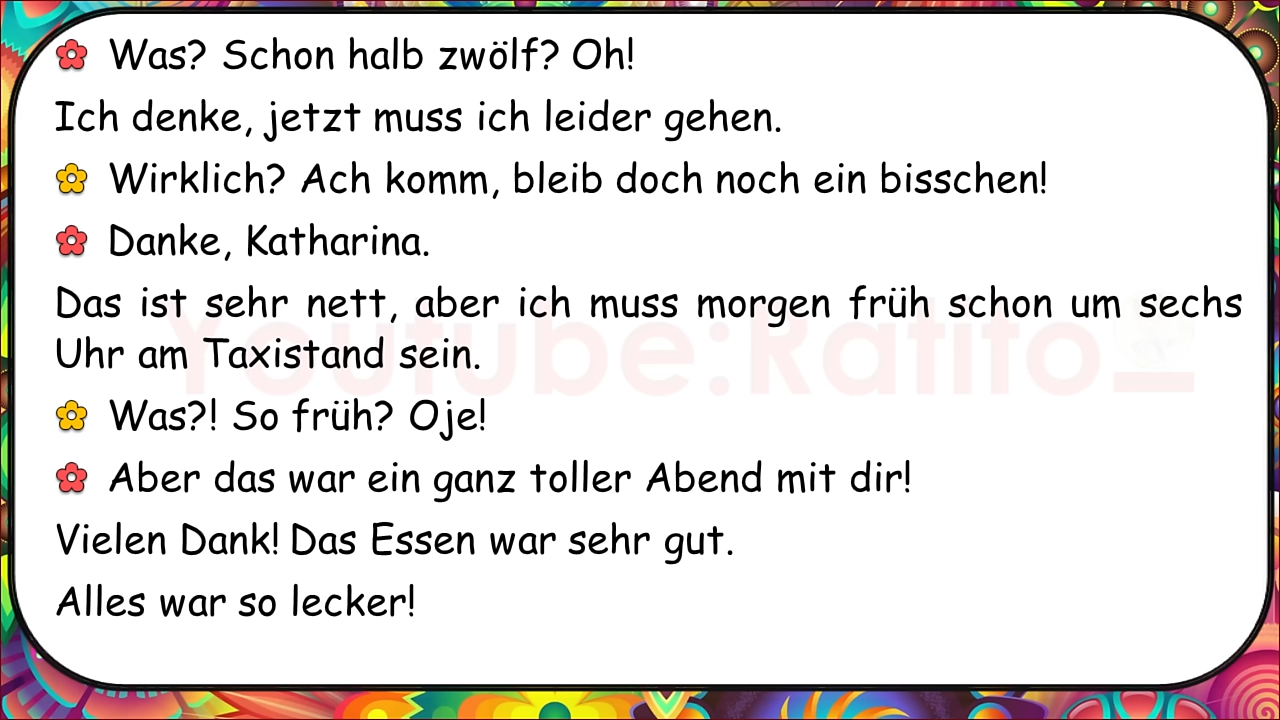 Was? Schon halb zwölf? Oh!
Ich denke, jetzt muss ich leider gehen.
Wirklich? Ach komm, bleib doch noch ein bisschen!
Danke, Katharina.
Das ist sehr nett, aber ich muss morgen früh schon um sechs
Uhr am Taxistand sein.
Youtube:Ratito_
Was?! So früh? Oje!
Aber das war ein ganz toller Abend mit dir!
Vielen Dank! Das Essen war sehr gut.
Alles war so lecker!